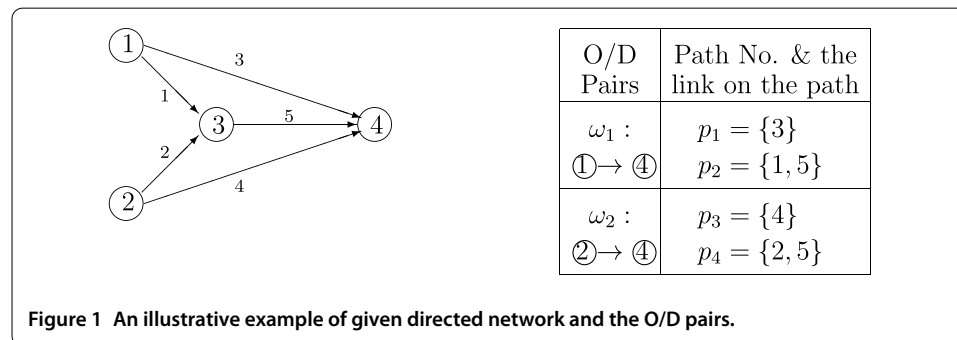 1
3
1
3
5
4
2
4
2
O/D Pairs
Path No. & the link on the path
ω₁ :
①→ ④
p₁ = {3}
p₂ = {1, 5}
ω₂ :
②→ ④
p₃ = {4}
p₄ = {2, 5}
Figure 1 An illustrative example of given directed network and the O/D pairs.